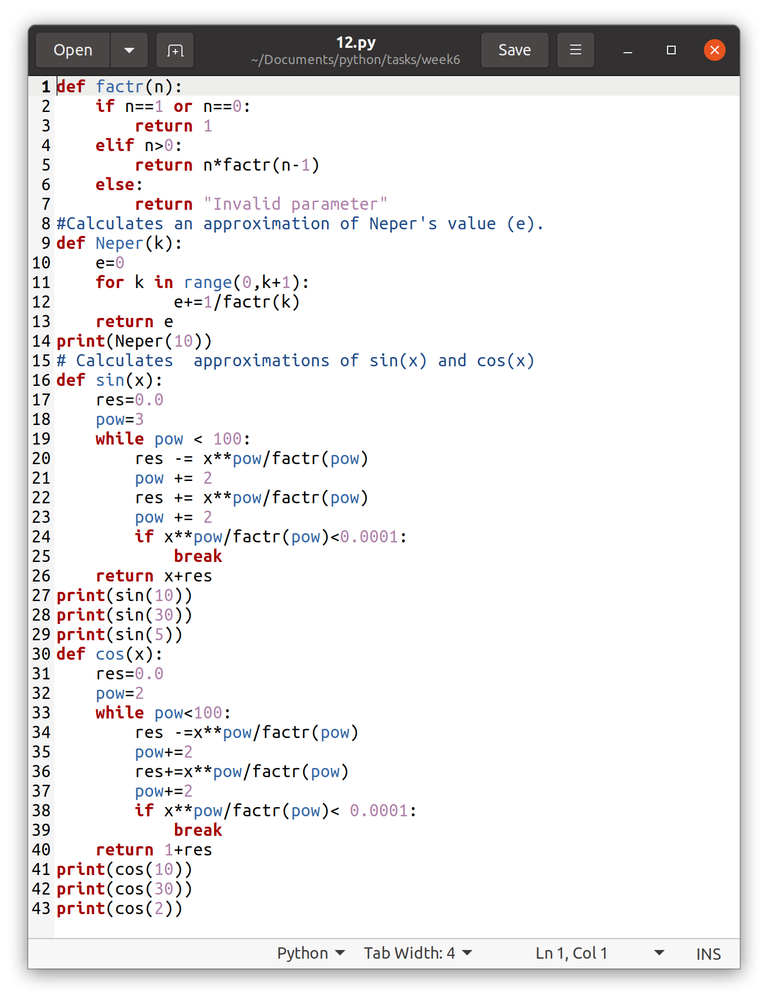 Open
12.py
~/Documents/python/tasks/week6
Save
1 def factr(n):
2     if n==1 or n==0:
3         return 1
4     elif n>0:
5         return n*factr(n-1)
6     else:
7         return "Invalid parameter"
8 #Calculates an approximation of Neper's value (e).
9 def Neper(k):
10     e=0
11     for k in range(0,k+1):
12             e+=1/factr(k)
13     return e
14 print(Neper(10))
15 # Calculates  approximations of sin(x) and cos(x)
16 def sin(x):
17     res=0.0
18     pow=3
19     while pow < 100:
20         res -= x**pow/factr(pow)
21         pow += 2
22         res += x**pow/factr(pow)
23         pow += 2
24         if x**pow/factr(pow)<0.0001:
25             break
26     return x+res
27 print(sin(10))
28 print(sin(30))
29 print(sin(5))
30 def cos(x):
31     res=0.0
32     pow=2
33     while pow<100:
34         res -=x**pow/factr(pow)
35         pow+=2
36         res+=x**pow/factr(pow)
37         pow+=2
38         if x**pow/factr(pow)< 0.0001:
39             break
40     return 1+res
41 print(cos(10))
42 print(cos(30))
43 print(cos(2))
Python Tab Width: 4 Ln 1, Col 1 INS